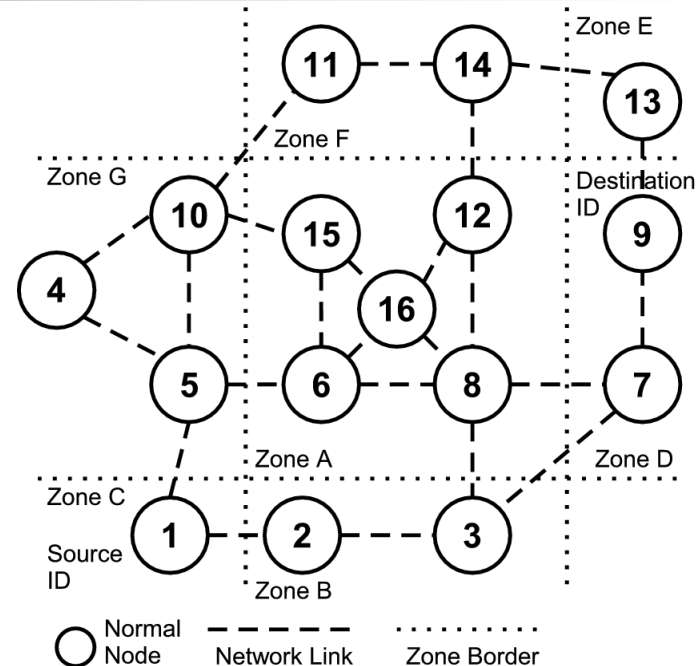 Zone E
11
14
13
Zone F
Zone G
Destination
ID
10
15
12
9
4
16
5
6
8
7
Zone A
Zone D
Zone C
1
2
3
Source
ID
Zone B
Normal
Node
Network Link
Zone Border